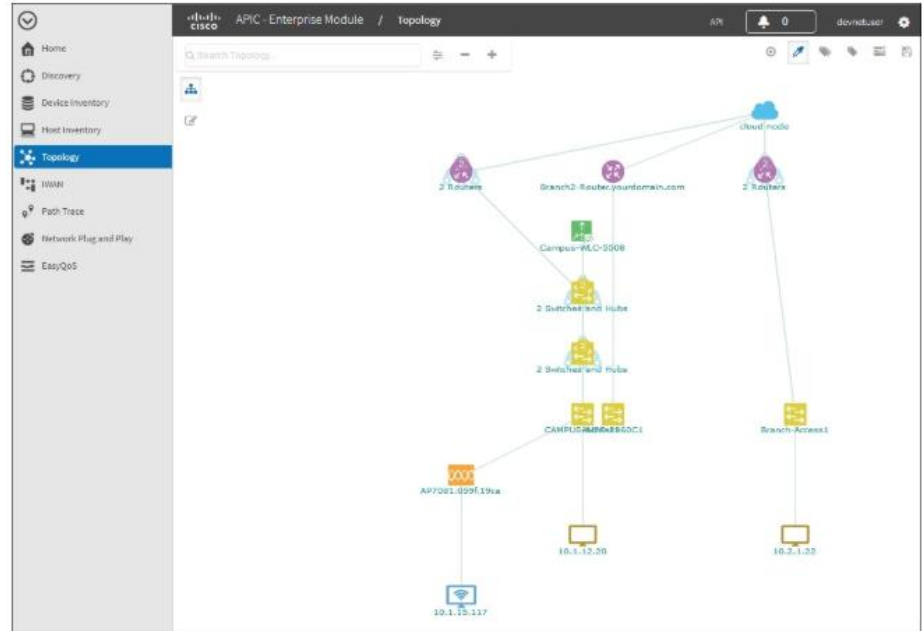 cisco APIC - Enterprise Module / Topology
API 0 devnetuser
Home
Discovery
Device Inventory
Host Inventory
Topology
IWAN
Path Trace
Network Plug and Play
EasyQoS
Search Topology...
cloud node
2 Routers
Branch2-Router.yourdomain.com
2 Routers
Campus-WLC-5508
2 Switches and Hubs
2 Switches and Hubs
Branch-Access1
AP7081.059f.19ca
10.1.12.20
10.2.1.22
10.1.15.117